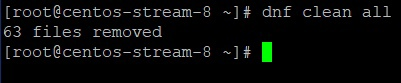 [root@centos-stream-8 ~]# dnf clean all
63 files removed
[root@centos-stream-8 ~]#